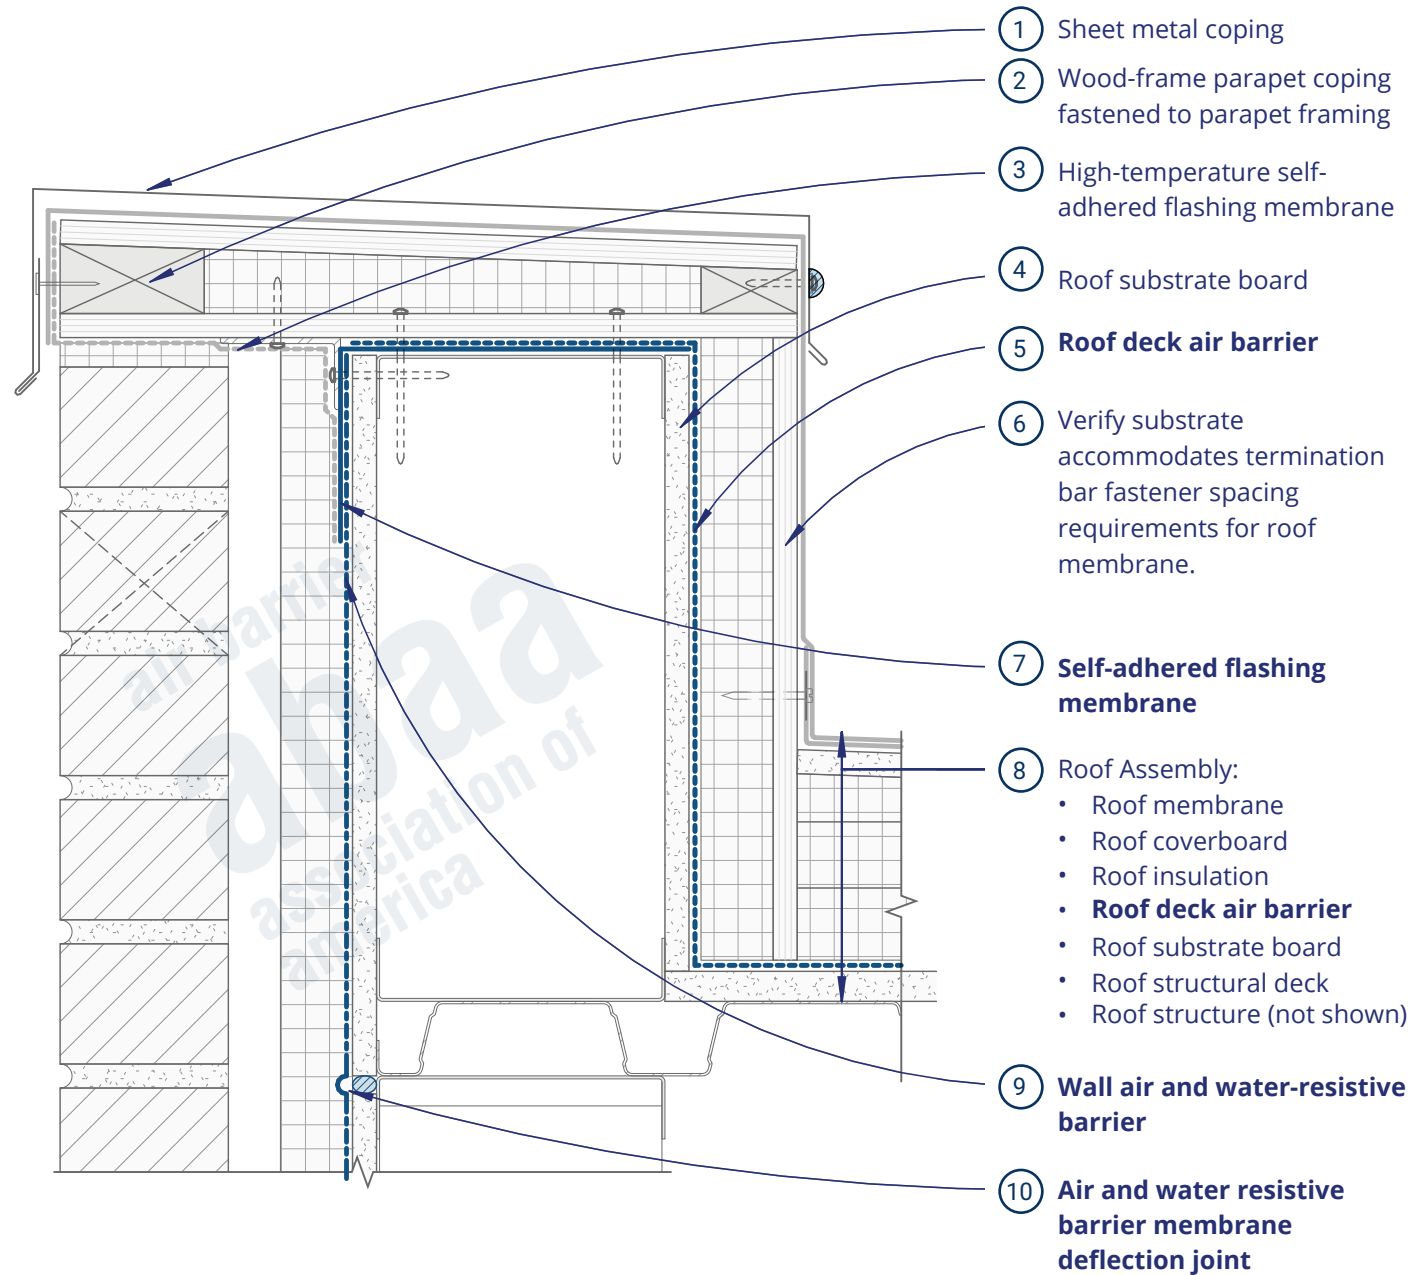 1 Sheet metal coping
2 Wood-frame parapet coping
fastened to parapet framing
3 High-temperature self-
adhered flashing membrane
4 Roof substrate board
5 Roof deck air barrier
6 Verify substrate
accommodates termination
bar fastener spacing
requirements for roof
membrane.
7 Self-adhered flashing
membrane
8 Roof Assembly:
• Roof membrane
• Roof coverboard
• Roof insulation
• Roof deck air barrier
• Roof substrate board
• Roof structural deck
• Roof structure (not shown)
9 Wall air and water-resistive
barrier
10 Air and water resistive
barrier membrane
deflection joint
air barrier
abaa
association of
america